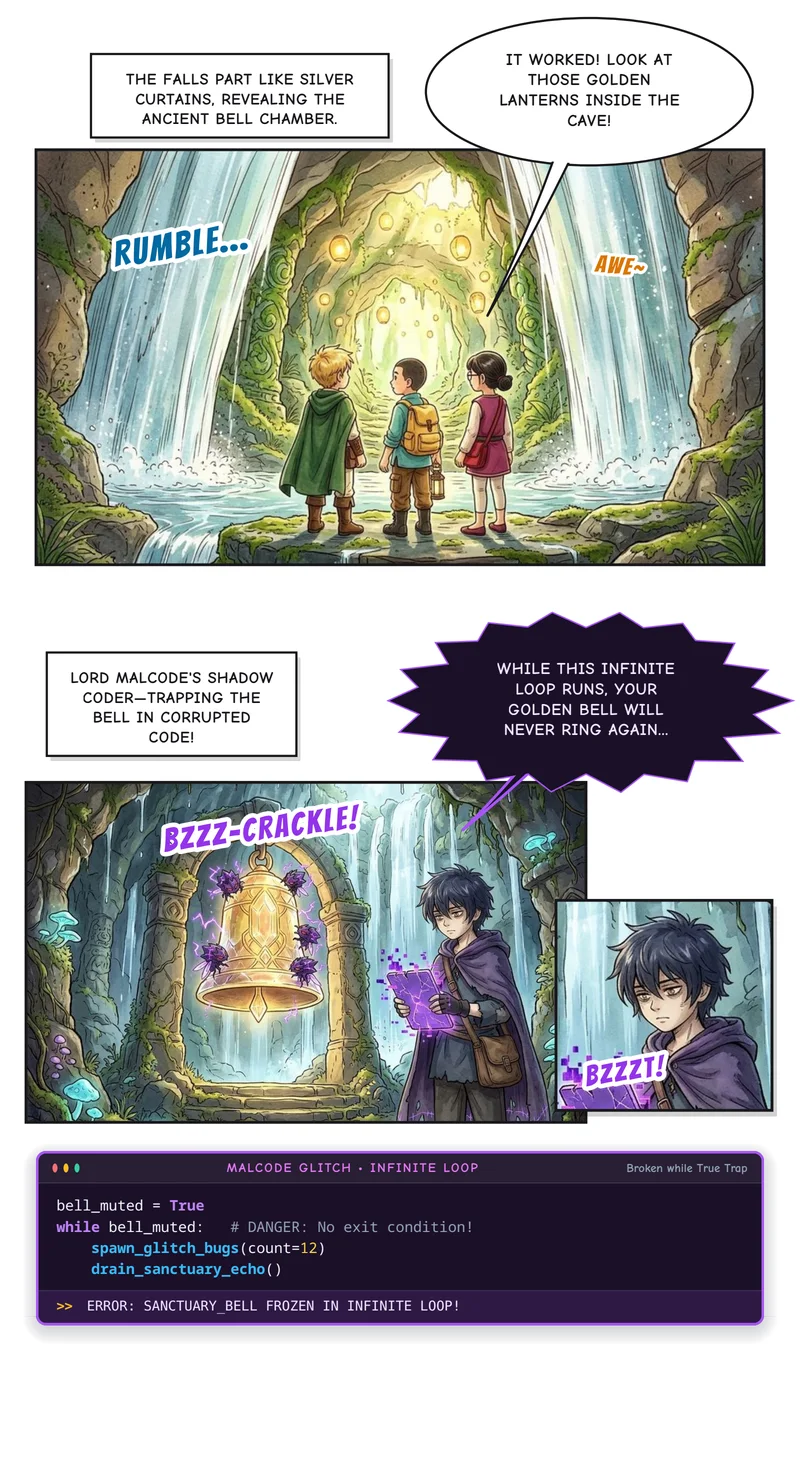 THE FALLS PART LIKE SILVER
CURTAINS, REVEALING THE
ANCIENT BELL CHAMBER.
IT WORKED! LOOK AT
THOSE GOLDEN
LANTERNS INSIDE THE
CAVE!
RUMBLE...
AWE~
LORD MALCODE'S SHADOW
CODER—TRAPPING THE
BELL IN CORRUPTED
CODE!
WHILE THIS INFINITE
LOOP RUNS, YOUR
GOLDEN BELL WILL
NEVER RING AGAIN...
BZZZ-CRACKLE!
BZZZT!
MALCODE GLITCH • INFINITE LOOP
Broken while True Trap
bell_muted = True
while bell_muted:   # DANGER: No exit condition!
    spawn_glitch_bugs(count=12)
    drain_sanctuary_echo()
>> ERROR: SANCTUARY_BELL FROZEN IN INFINITE LOOP!